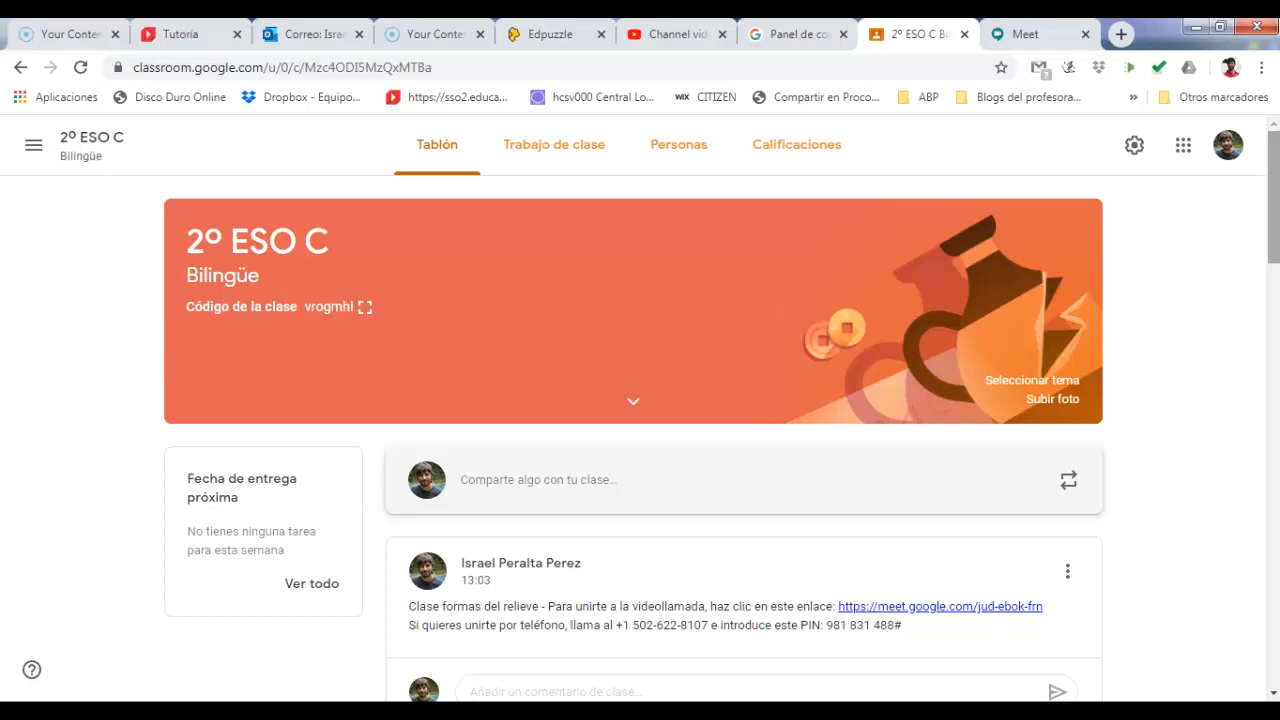 Your Conter
Tutoría
Correo: Isra
Your Conte
Edpuzzle
Channel vid
Panel de co
2º ESO C Bi
Meet
classroom.google.com/u/0/c/Mzc4ODI5MzQxMTBa
Aplicaciones
Disco Duro Online
Dropbox - Equipo...
https://sso2.educa...
hcsv000 Central Lo...
WIX CITIZEN
Compartir en Proco...
ABP
Blogs del profesora...
»
Otros marcadores
2º ESO C
Bilingüe
Tablón
Trabajo de clase
Personas
Calificaciones
2º ESO C
Bilingüe
Código de la clase vrogmhl
Seleccionar tema
Subir foto
Fecha de entrega
próxima
No tienes ninguna tarea
para esta semana
Ver todo
Comparte algo con tu clase...
Israel Peralta Perez
13:03
Clase formas del relieve - Para unirte a la videollamada, haz clic en este enlace: https://meet.google.com/jud-ebok-frn
Si quieres unirte por teléfono, llama al +1 502-622-8107 e introduce este PIN: 981 831 488#
Añadir un comentario de clase...